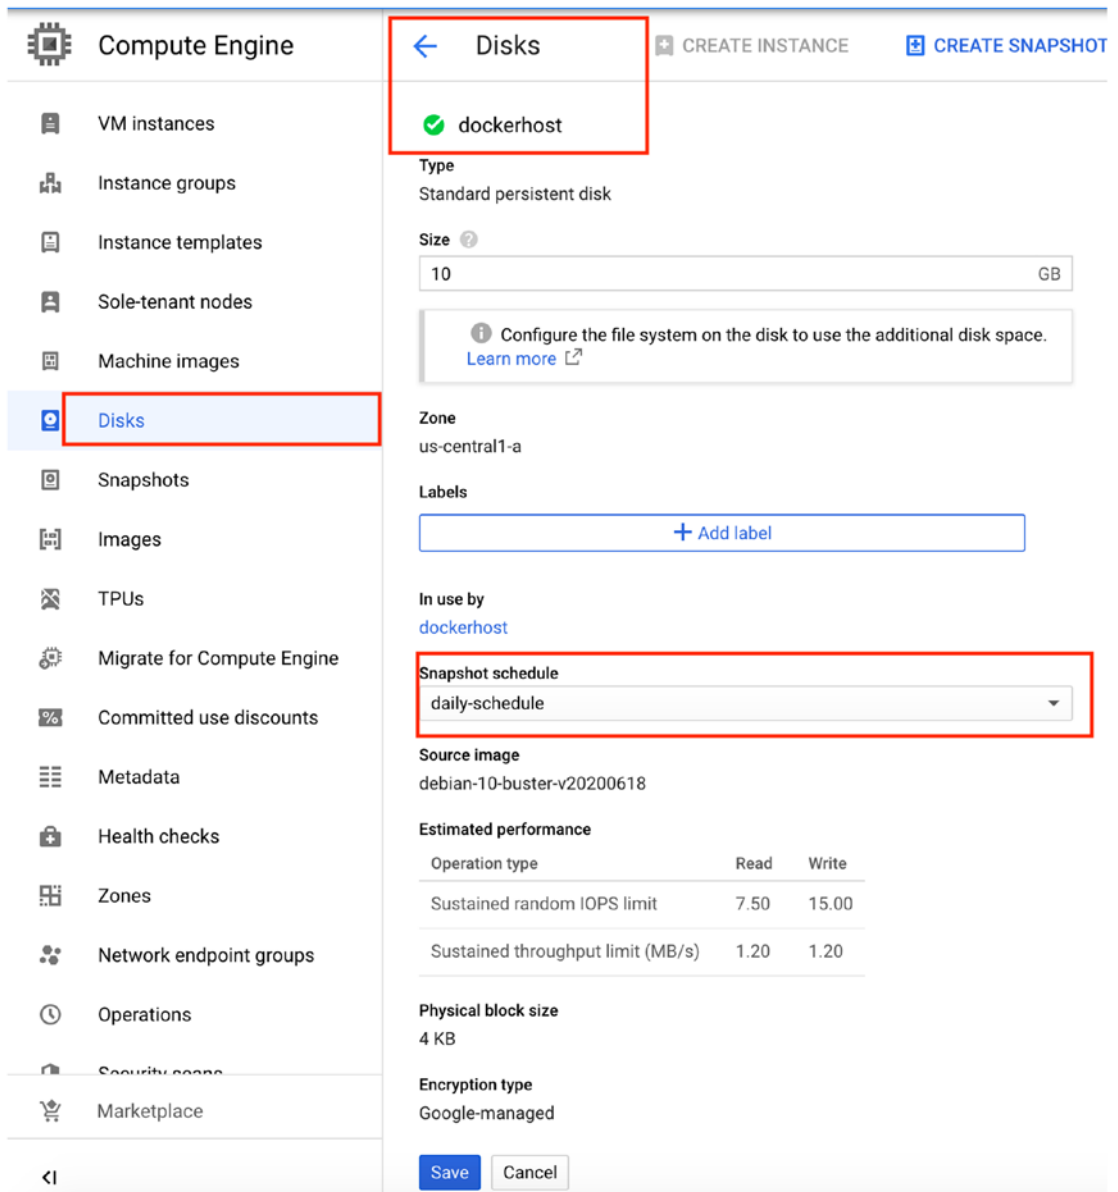 Compute Engine
Disks
CREATE INSTANCE
CREATE SNAPSHOT
VM instances
Instance groups
Instance templates
Sole-tenant nodes
Machine images
Disks
Snapshots
Images
TPUs
Migrate for Compute Engine
Committed use discounts
Metadata
Health checks
Zones
Network endpoint groups
Operations
Security scans
Marketplace
dockerhost
Type
Standard persistent disk
Size
10 GB
Configure the file system on the disk to use the additional disk space.
Learn more
Zone
us-central1-a
Labels
+ Add label
In use by
dockerhost
Snapshot schedule
daily-schedule
Source image
debian-10-buster-v20200618
Estimated performance
Operation type Read Write
Sustained random IOPS limit 7.50 15.00
Sustained throughput limit (MB/s) 1.20 1.20
Physical block size
4 KB
Encryption type
Google-managed
Save Cancel